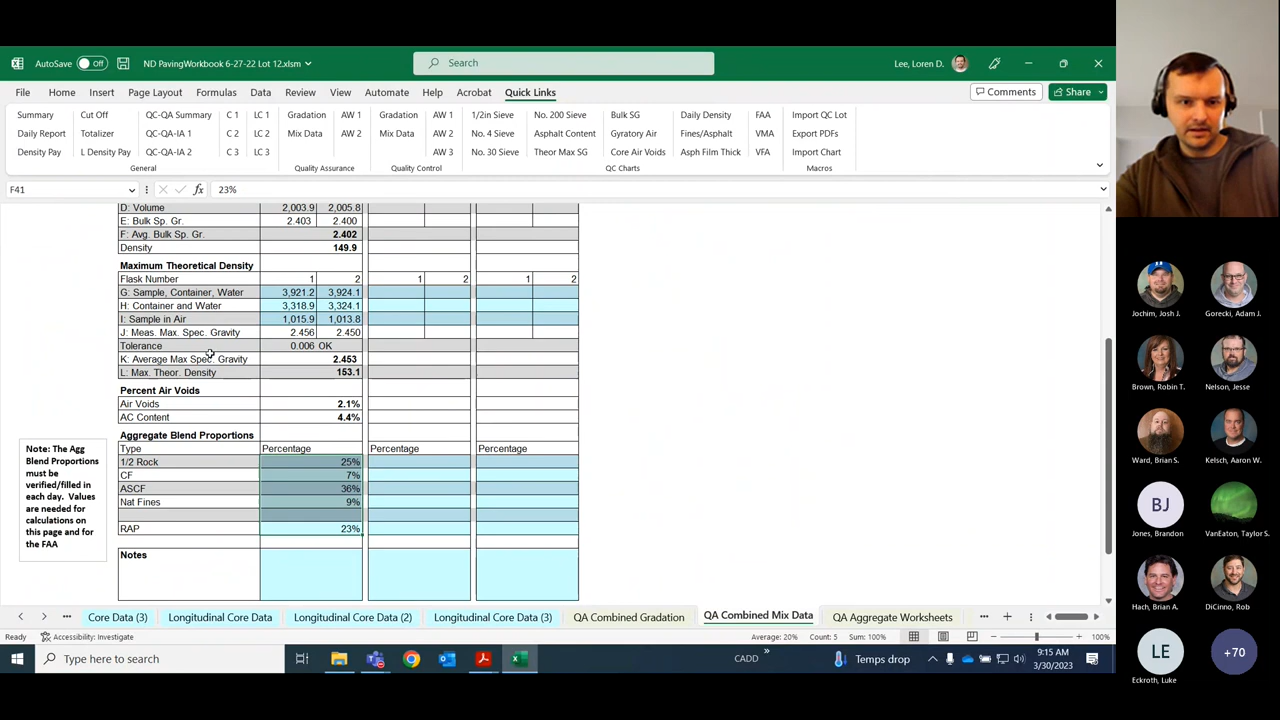 AutoSave Off ND PavingWorkbook 6-27-22 Lot 12.xlsm Search Lee, Loren D.
File Home Insert Page Layout Formulas Data Review View Automate Help Acrobat Quick Links Comments Share
Summary Cut Off QC-QA Summary C 1 LC 1 Gradation AW 1 Gradation AW 1 1/2in Sieve No. 200 Sieve Bulk SG Daily Density FAA Import QC Lot
Daily Report Totalizer QC-QA-IA 1 C 2 LC 2 Mix Data AW 2 Mix Data AW 2 No. 4 Sieve Asphalt Content Gyratory Air Fines/Asphalt VMA Export PDFs
Density Pay L Density Pay QC-QA-IA 2 C 3 LC 3 AW 3 No. 30 Sieve Theor Max SG Core Air Voids Asph Film Thick VFA Import Chart
General Quality Assurance Quality Control QC Charts Macros
F41 fx 23%
D: Volume 2,003.9 2,005.8
E: Bulk Sp. Gr. 2.403 2.400
F: Avg. Bulk Sp. Gr. 2.402
Density 149.9
Maximum Theoretical Density
Flask Number 1 2 1 2 1 2
G: Sample, Container, Water 3,921.2 3,924.1
H: Container and Water 3,318.9 3,324.1
I: Sample in Air 1,015.9 1,013.8
J: Meas. Max. Spec. Gravity 2.456 2.450
Tolerance 0.006 OK
K: Average Max Spec. Gravity 2.453
L: Max. Theor. Density 153.1
Percent Air Voids
Air Voids 2.1%
AC Content 4.4%
Aggregate Blend Proportions
Type Percentage Percentage Percentage
1/2 Rock 25%
CF 7%
ASCF 36%
Nat Fines 9%
RAP 23%
Notes
Note: The Agg
Blend Proportions
must be
verified/filled in
each day. Values
are needed for
calculations on
this page and for
the FAA
Core Data (3) Longitudinal Core Data Longitudinal Core Data (2) Longitudinal Core Data (3) QA Combined Gradation QA Combined Mix Data QA Aggregate Worksheets
Ready Accessibility: Investigate Average: 20% Count: 5 Sum: 100% 100%
Type here to search CADD Temps drop 9:15 AM
3/30/2023
Jochim, Josh J. Gorecki, Adam J.
Brown, Robin T. Nelson, Jesse
Ward, Brian S. Kelsch, Aaron W.
BJ
Jones, Brandon VanEaton, Taylor S.
Hach, Brian A. DiCinno, Rob
LE +70
Eckroth, Luke